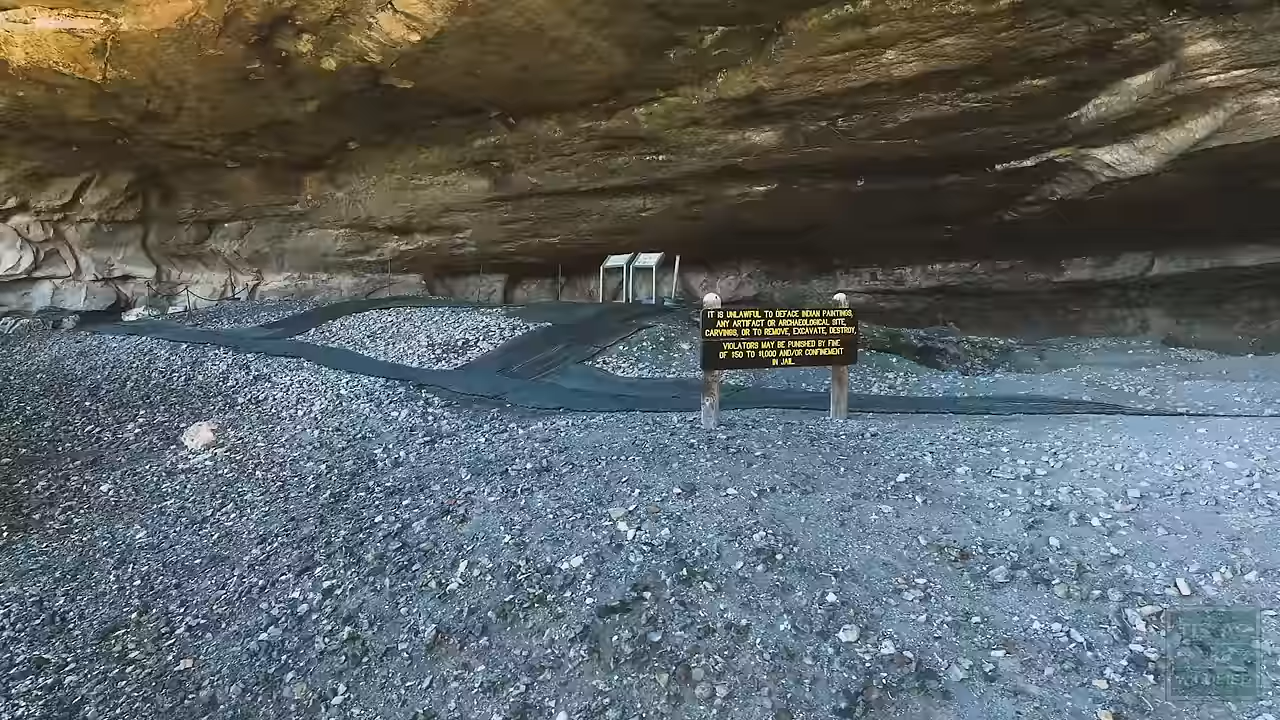 IT IS UNLAWFUL TO DEFACE INDIAN PAINTINGS,
ANY ARTIFACT OR ARCHAEOLOGICAL SITE,
CARVINGS, OR TO REMOVE, EXCAVATE, DESTROY,
VIOLATORS MAY BE PUNISHED BY FINE
OF $50 TO $1,000 AND/OR CONFINEMENT
IN JAIL.